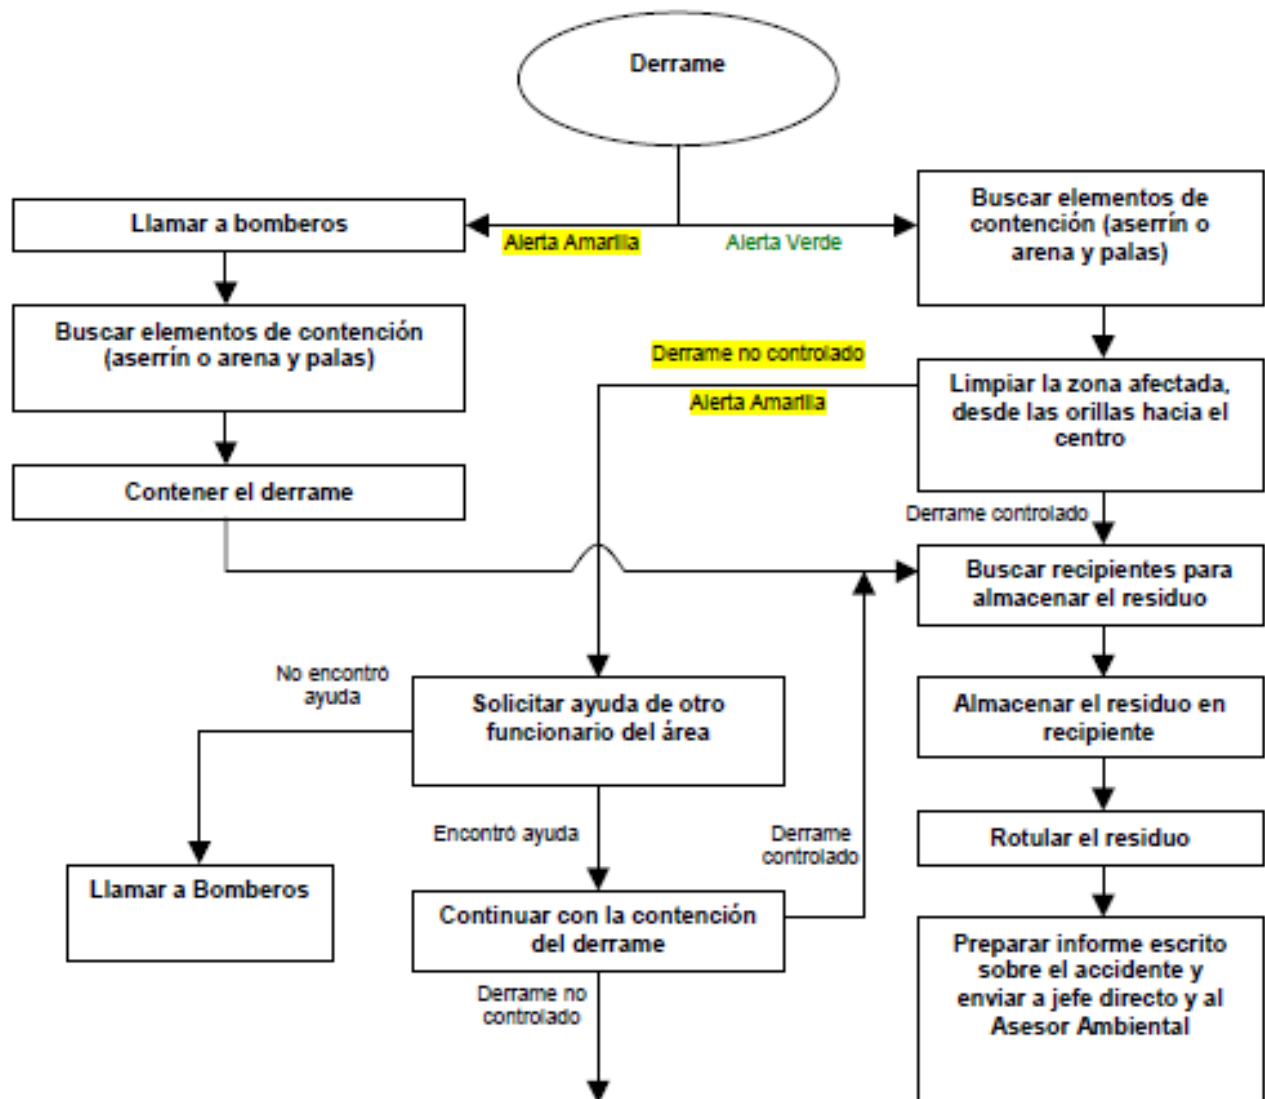 Derrame
Llamar a bomberos
Alerta Amarilla
Alerta Verde
Buscar elementos de
contención (aserrín o
arena y palas)
Buscar elementos de contención
(aserrín o arena y palas)
Derrame no controlado
Alerta Amarilla
Limpiar la zona afectada,
desde las orillas hacia el
centro
Contener el derrame
Derrame controlado
Buscar recipientes para
almacenar el residuo
No encontró
ayuda
Solicitar ayuda de otro
funcionario del área
Almacenar el residuo en
recipiente
Encontró ayuda
Derrame
controlado
Rotular el residuo
Llamar a Bomberos
Continuar con la contención
del derrame
Preparar informe escrito
sobre el accidente y
enviar a jefe directo y al
Asesor Ambiental
Derrame no
controlado